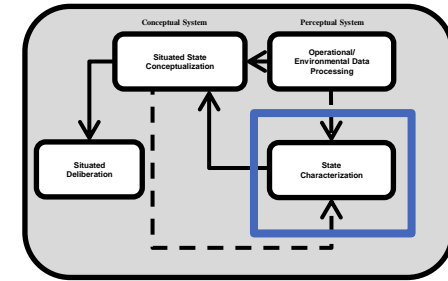 Conceptual System
Perceptual System
Situated State
Conceptualization
Operational/
Environmental Data
Processing
Situated
Deliberation
State
Characterization